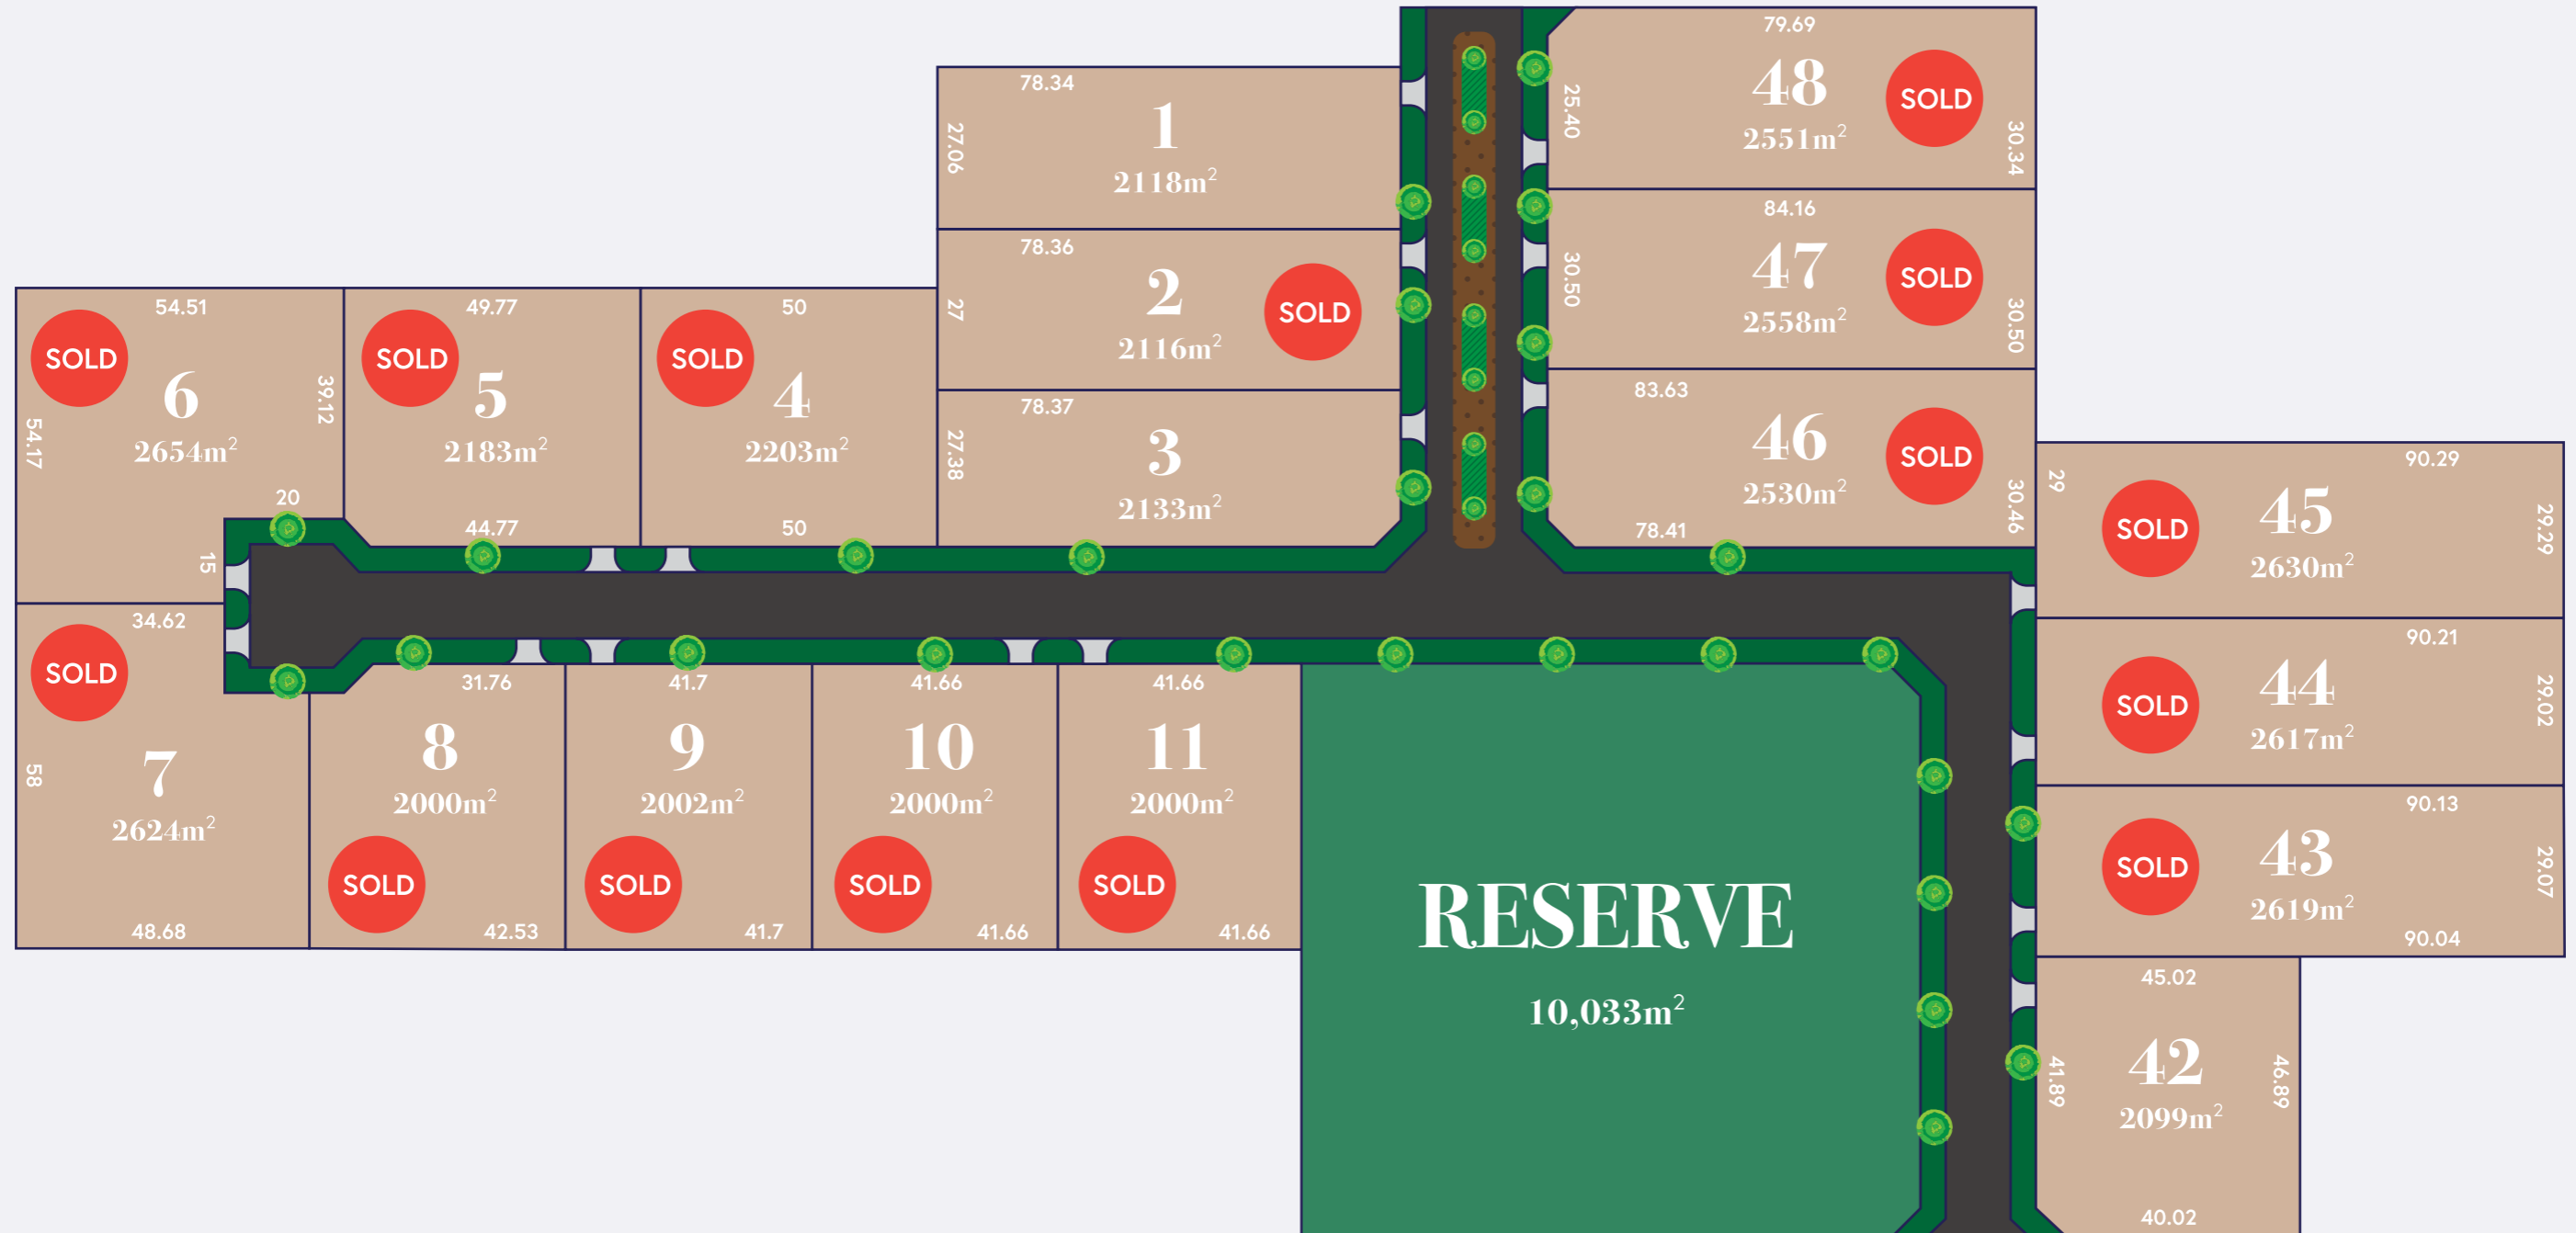 79.69
48
2551m²
SOLD
25.40
30.34
78.34
1
27.06
2118m²
84.16
47
2558m²
SOLD
30.50
30.50
78.36
2
27
2116m²
SOLD
83.63
46
2530m²
SOLD
30.46
78.41
78.37
3
27.38
2133m²
54.51
SOLD
6
2654m²
39.12
54.17
20
15
49.77
SOLD
5
2183m²
44.77
50
SOLD
4
2203m²
50
90.29
29
SOLD
45
2630m²
29.29
90.21
SOLD
44
2617m²
29.02
90.13
SOLD
43
2619m²
29.07
90.04
34.62
SOLD
7
2624m²
58
48.68
31.76
8
2000m²
SOLD
42.53
41.7
9
2002m²
SOLD
41.7
41.66
10
2000m²
SOLD
41.66
41.66
11
2000m²
SOLD
41.66
RESERVE
10,033m²
45.02
42
2099m²
41.89
46.89
40.02